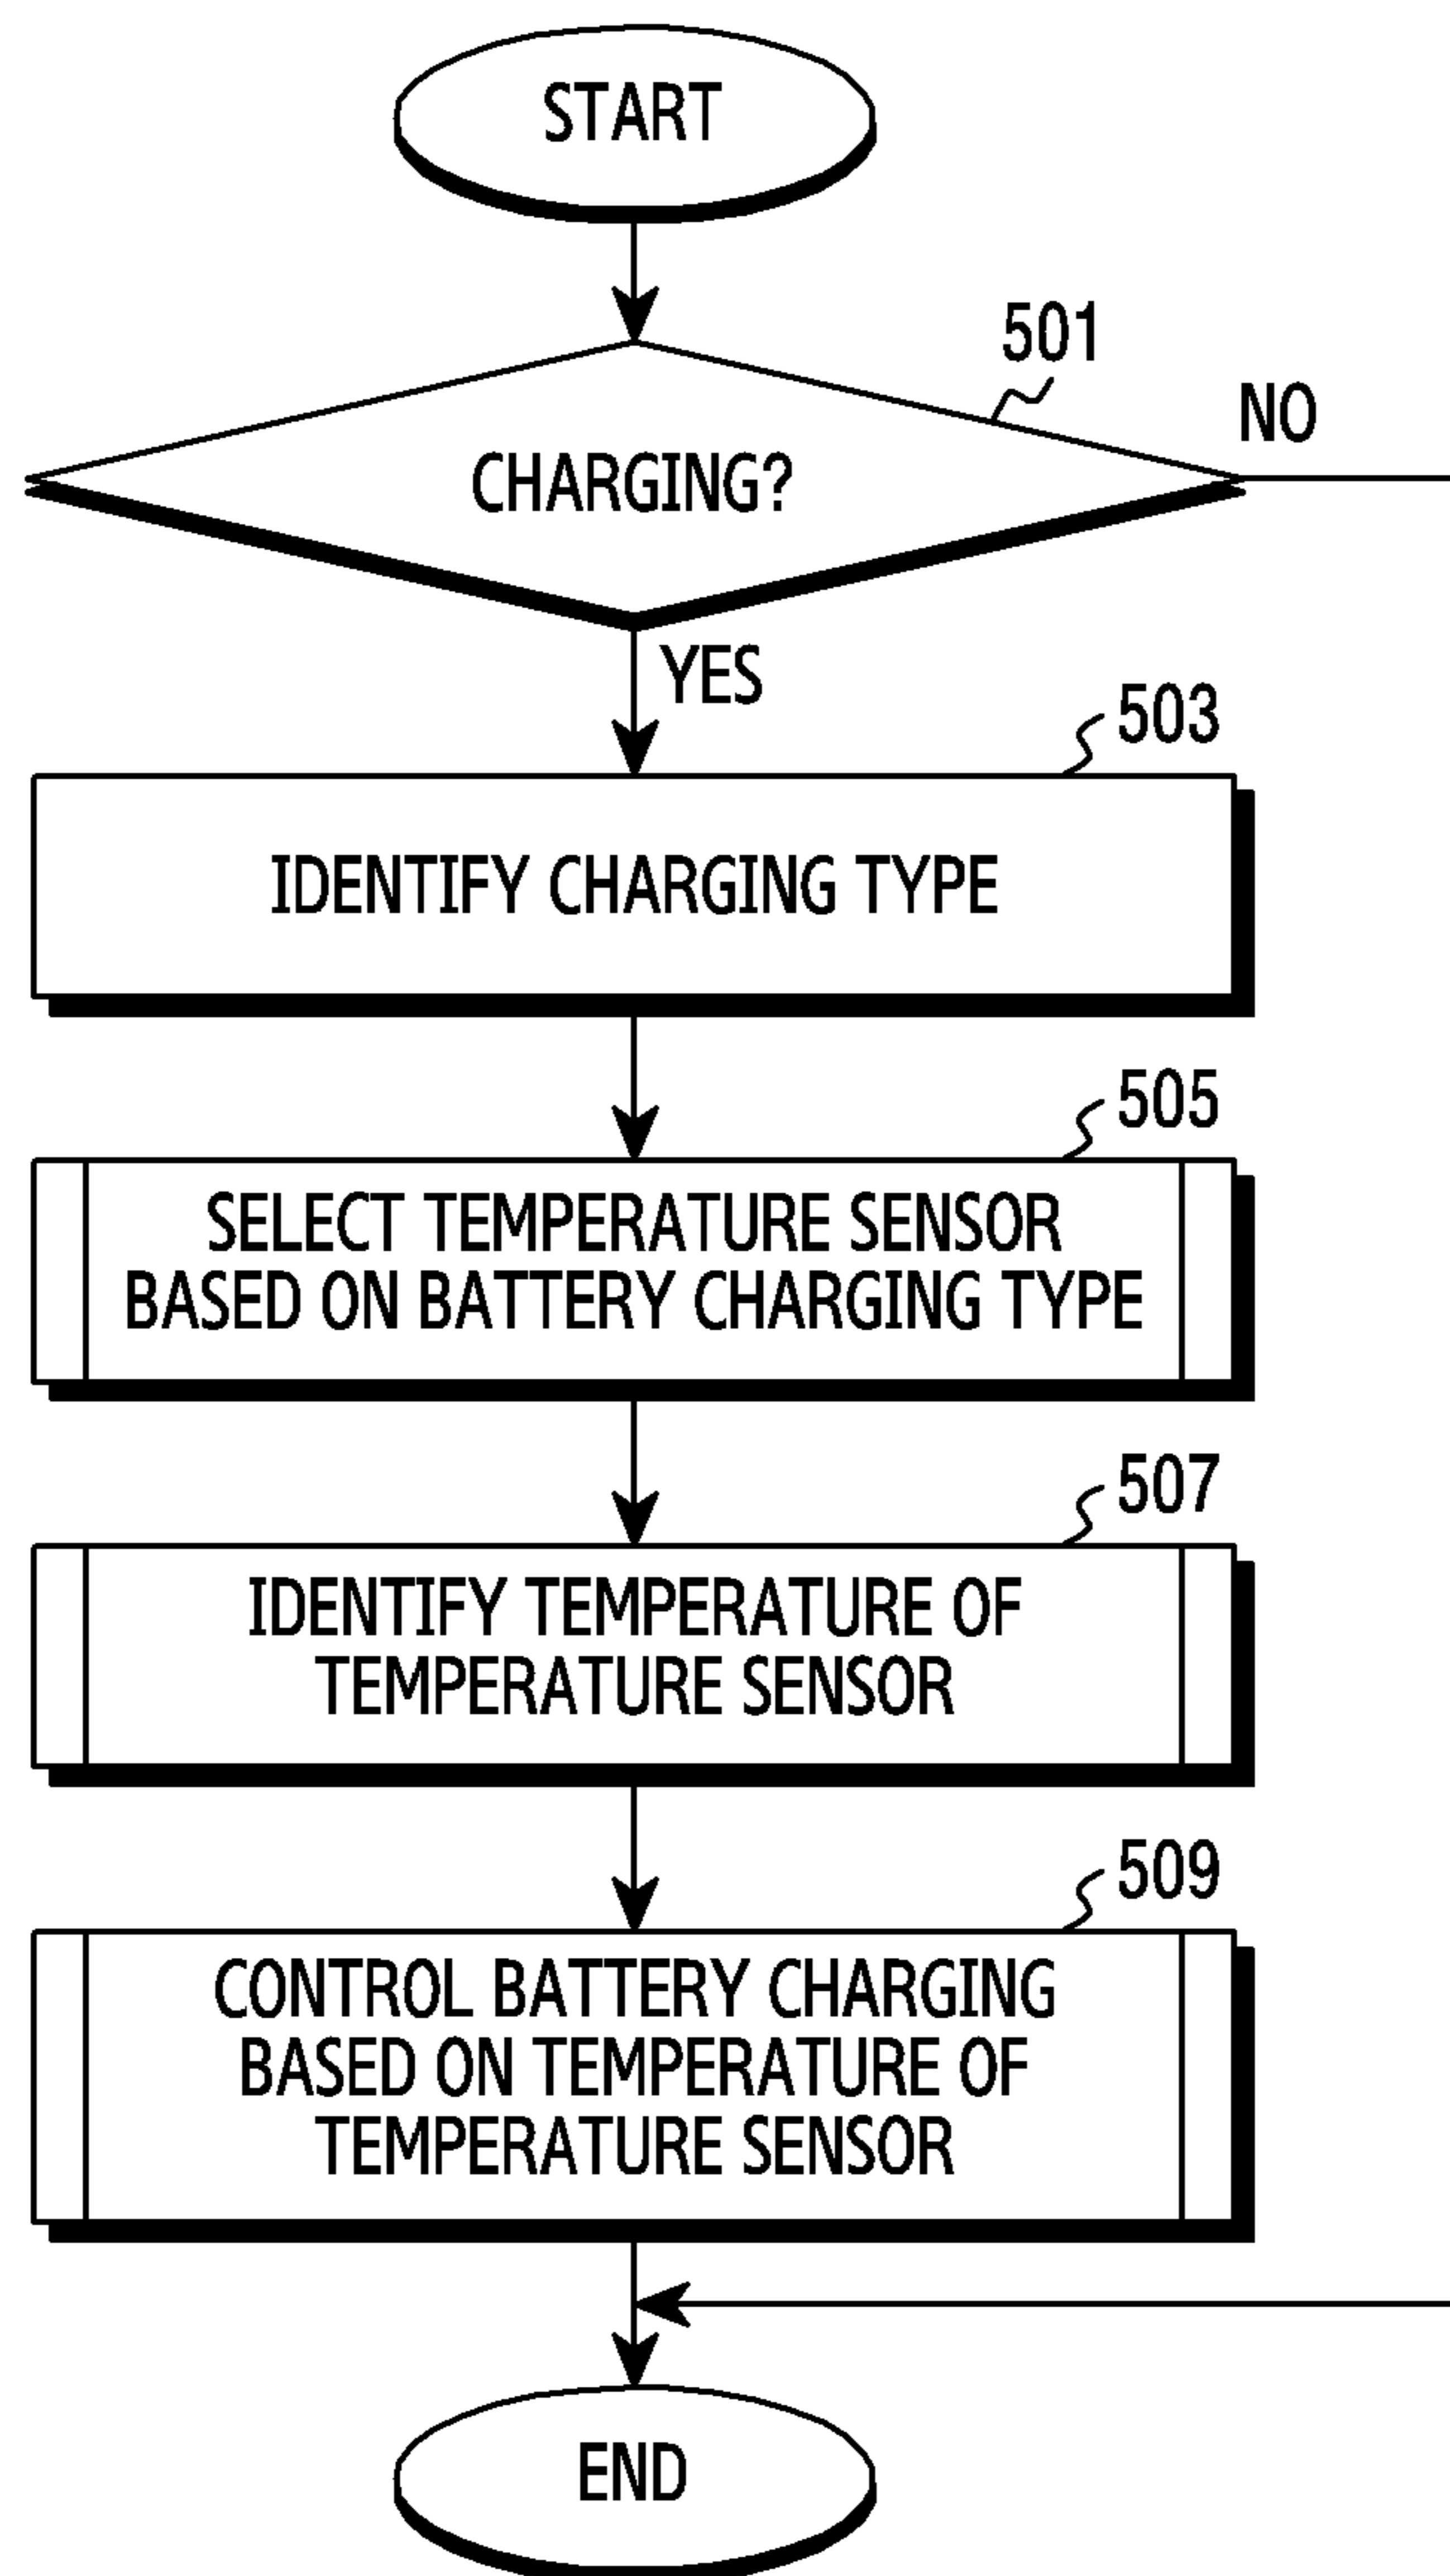 START
501
NO
CHARGING?
YES
503
IDENTIFY CHARGING TYPE
505
SELECT TEMPERATURE SENSOR
BASED ON BATTERY CHARGING TYPE
507
IDENTIFY TEMPERATURE OF
TEMPERATURE SENSOR
509
CONTROL BATTERY CHARGING
BASED ON TEMPERATURE OF
TEMPERATURE SENSOR
END